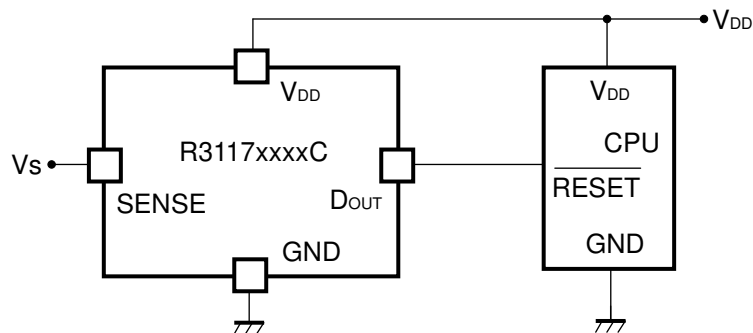 VDD
VDD
VDD
R3117xxxxC
Vs
CPU
RESET
SENSE
DOUT
GND
GND